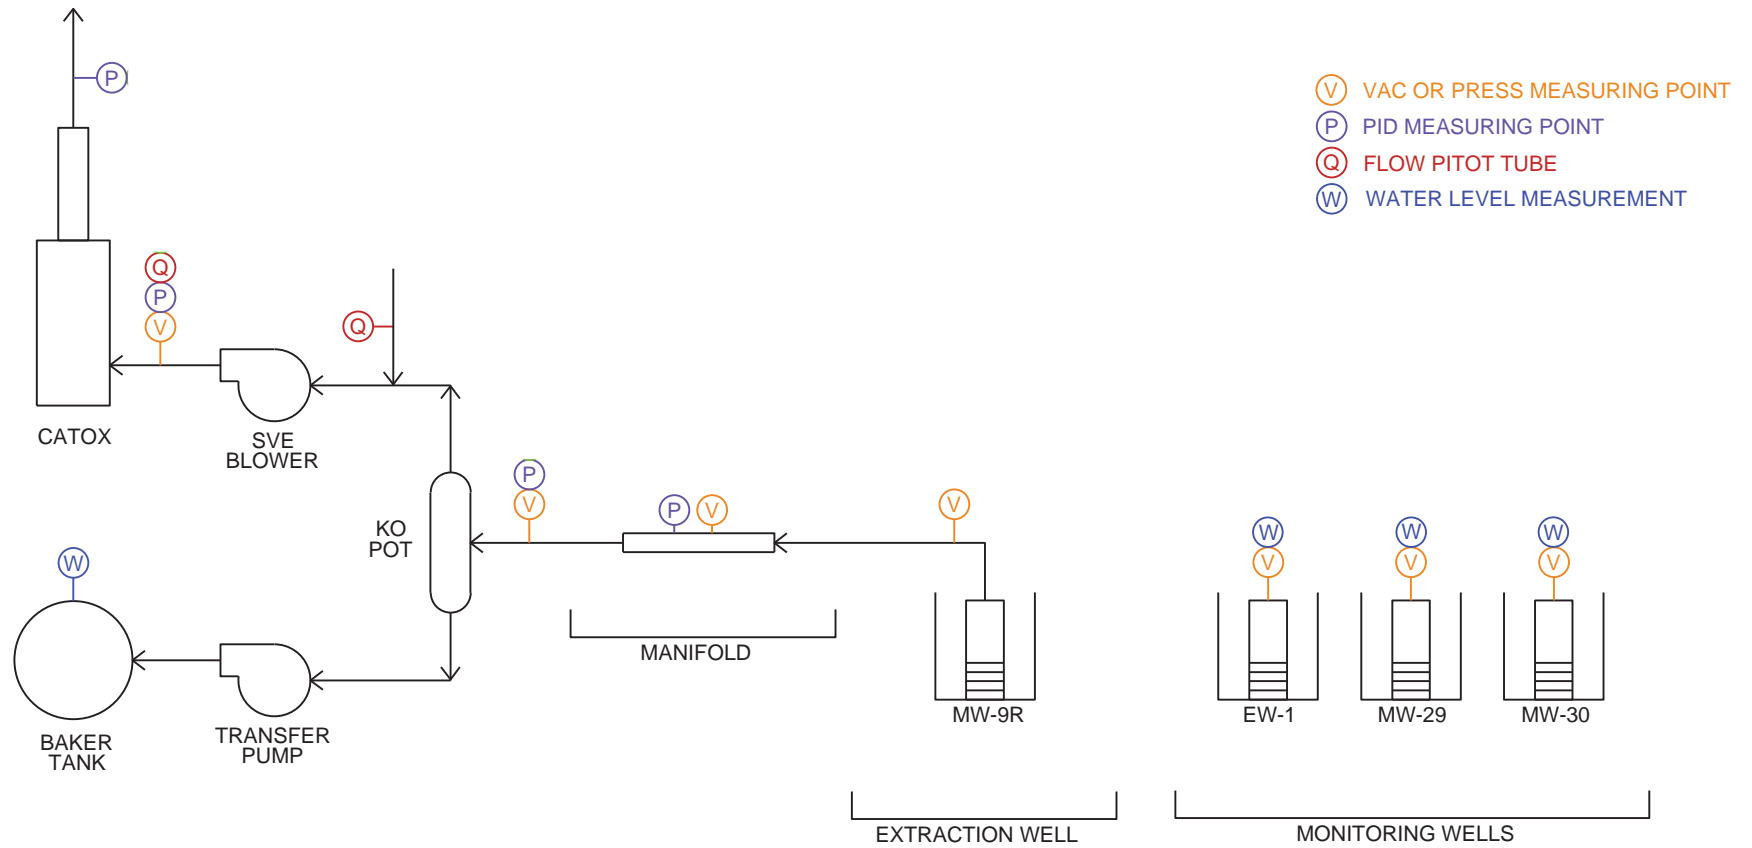 P
V VAC OR PRESS MEASURING POINT
P PID MEASURING POINT
Q FLOW PITOT TUBE
W WATER LEVEL MEASUREMENT
Q
P
V
Q
CATOX
SVE
BLOWER
P
V
P
V
V
KO
POT
W
V
W
V
W
V
W
MANIFOLD
MW-9R
EW-1
MW-29
MW-30
BAKER
TANK
TRANSFER
PUMP
EXTRACTION WELL
MONITORING WELLS